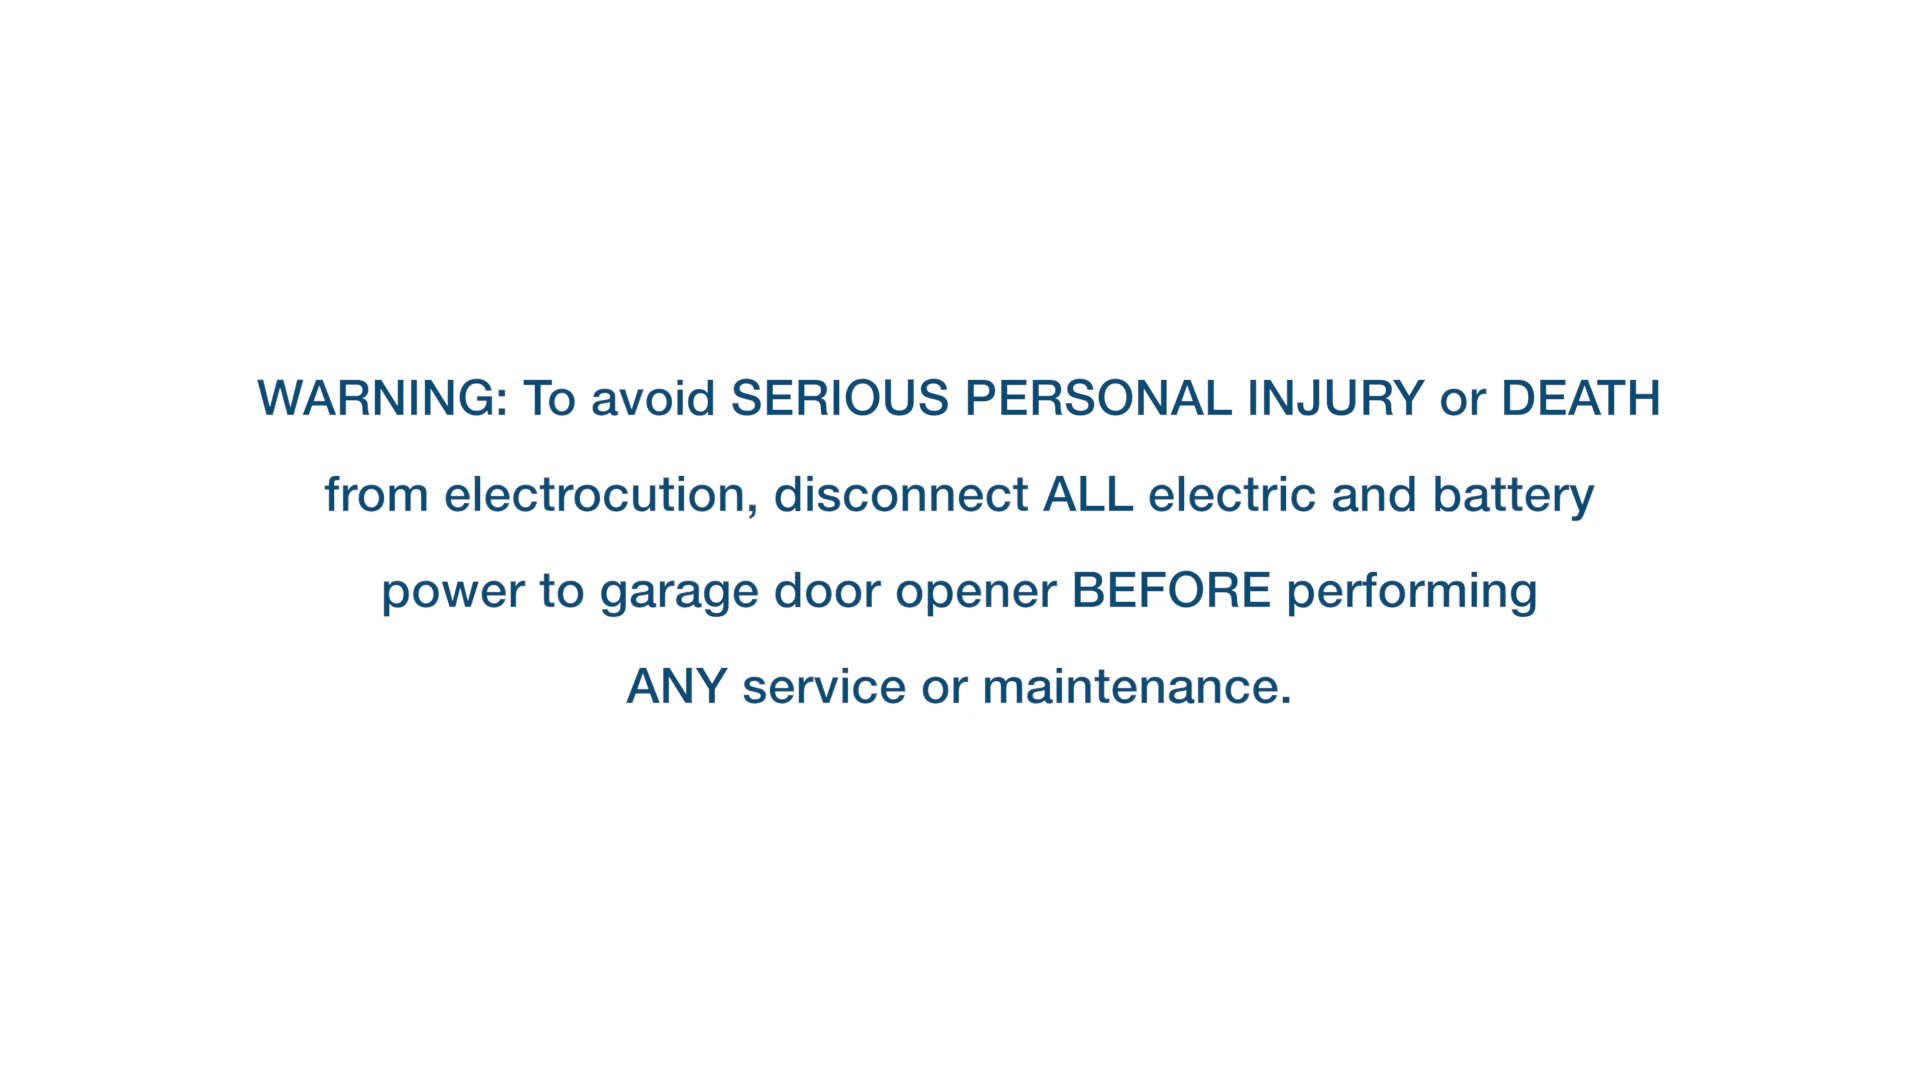 WARNING: To avoid SERIOUS PERSONAL INJURY or DEATH
from electrocution, disconnect ALL electric and battery
power to garage door opener BEFORE performing
ANY service or maintenance.